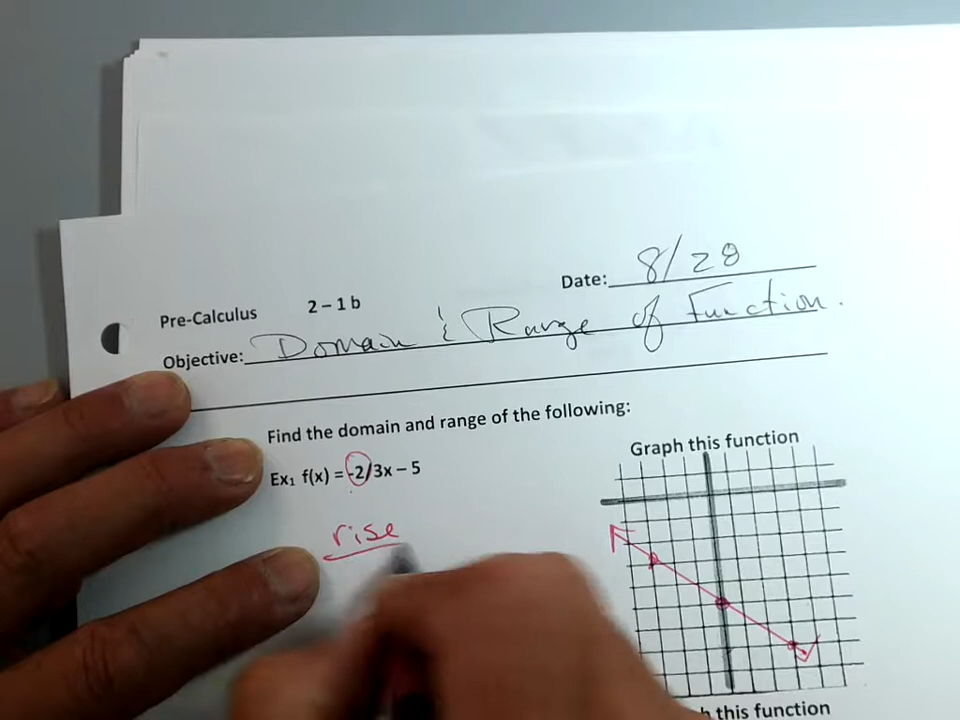 Date: 8/28
Pre-Calculus 2 – 1 b
Objective: Domain & Range of Function.
Find the domain and range of the following:
Graph this function
Ex1 f(x) = -2/3x – 5
rise
this function